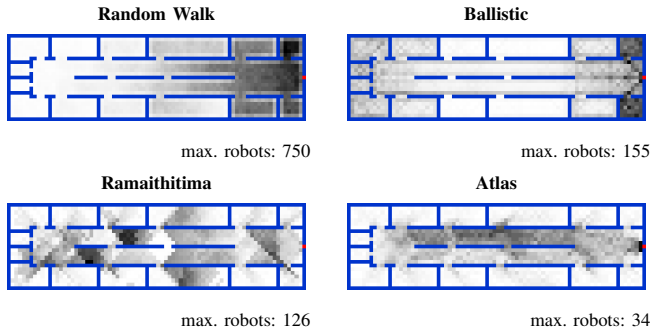 Random Walk
Ballistic
max. robots: 750
max. robots: 155
Ramaithitima
Atlas
max. robots: 126
max. robots: 34